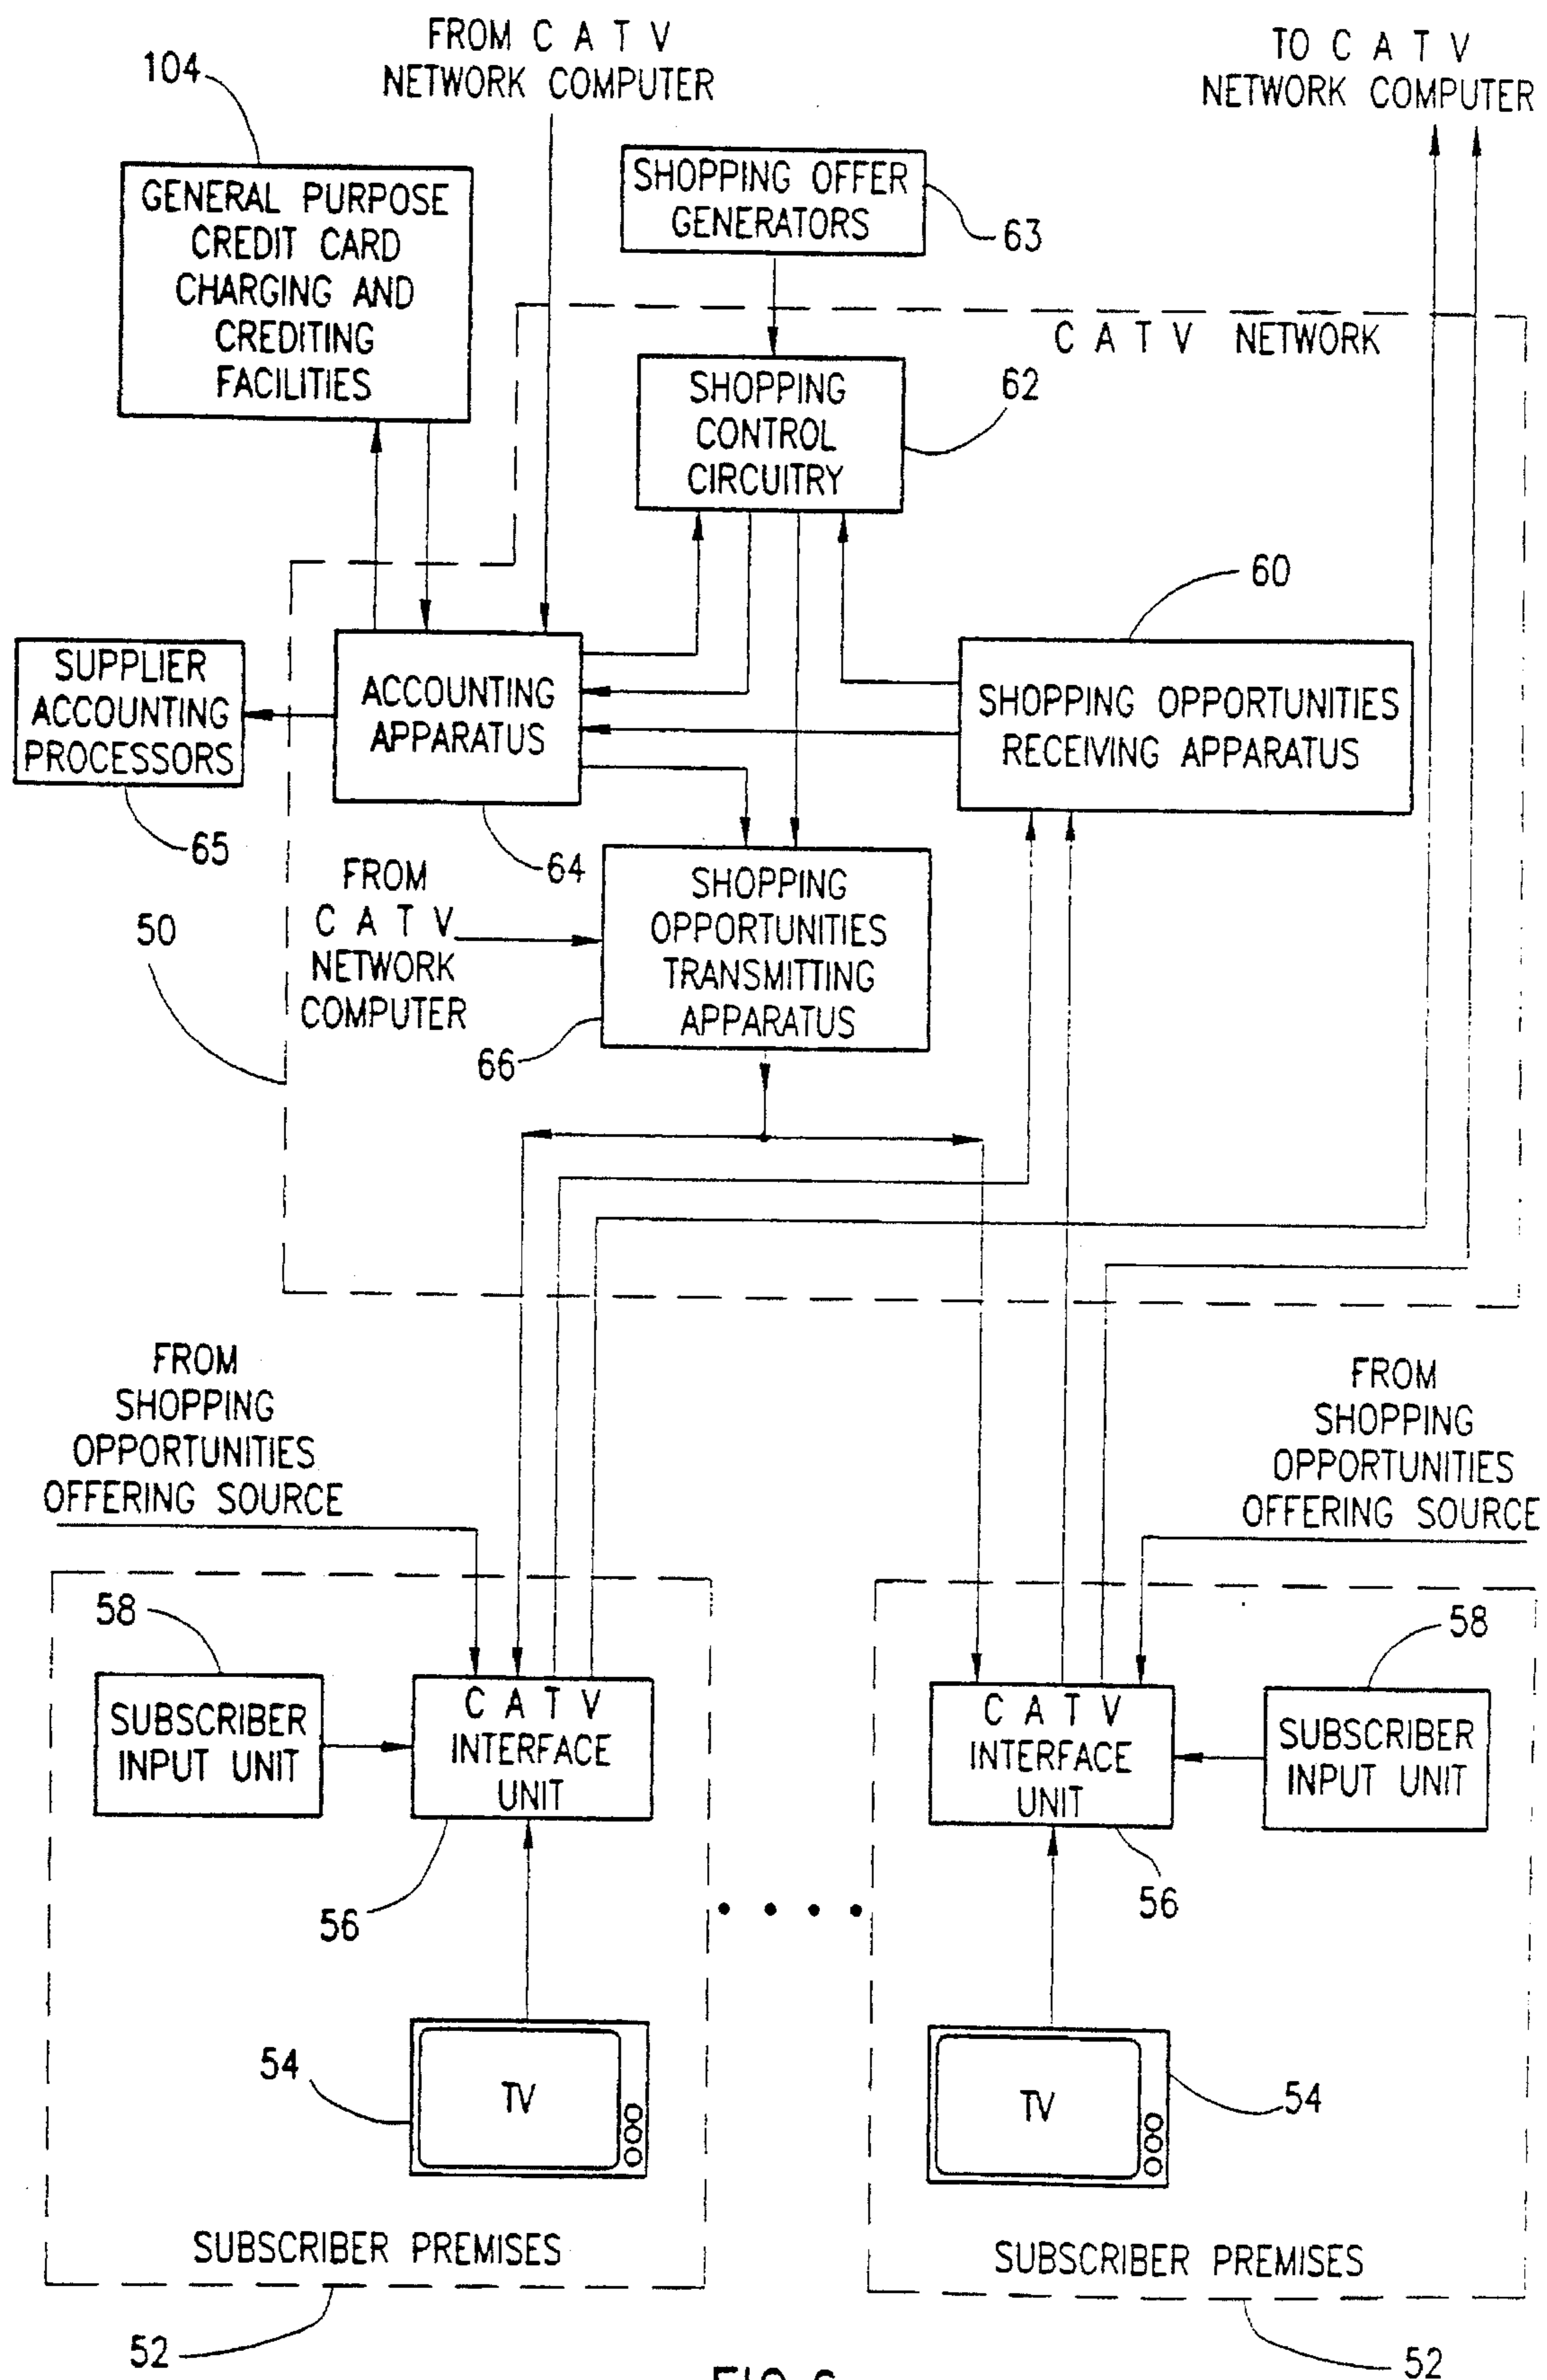 FROM C A T V
NETWORK COMPUTER
TO C A T V
NETWORK COMPUTER
104
GENERAL PURPOSE
CREDIT CARD
CHARGING AND
CREDITING
FACILITIES
SHOPPING OFFER
GENERATORS
63
C A T V NETWORK
SHOPPING
CONTROL
CIRCUITRY
62
60
SUPPLIER
ACCOUNTING
PROCESSORS
65
ACCOUNTING
APPARATUS
64
SHOPPING OPPORTUNITIES
RECEIVING APPARATUS
50
FROM
C A T V
NETWORK
COMPUTER
SHOPPING
OPPORTUNITIES
TRANSMITTING
APPARATUS
66
FROM
SHOPPING
OPPORTUNITIES
OFFERING SOURCE
FROM
SHOPPING
OPPORTUNITIES
OFFERING SOURCE
58
SUBSCRIBER
INPUT UNIT
C A T V
INTERFACE
UNIT
56
C A T V
INTERFACE
UNIT
56
58
SUBSCRIBER
INPUT UNIT
54
TV
TV
54
SUBSCRIBER PREMISES
SUBSCRIBER PREMISES
52
52